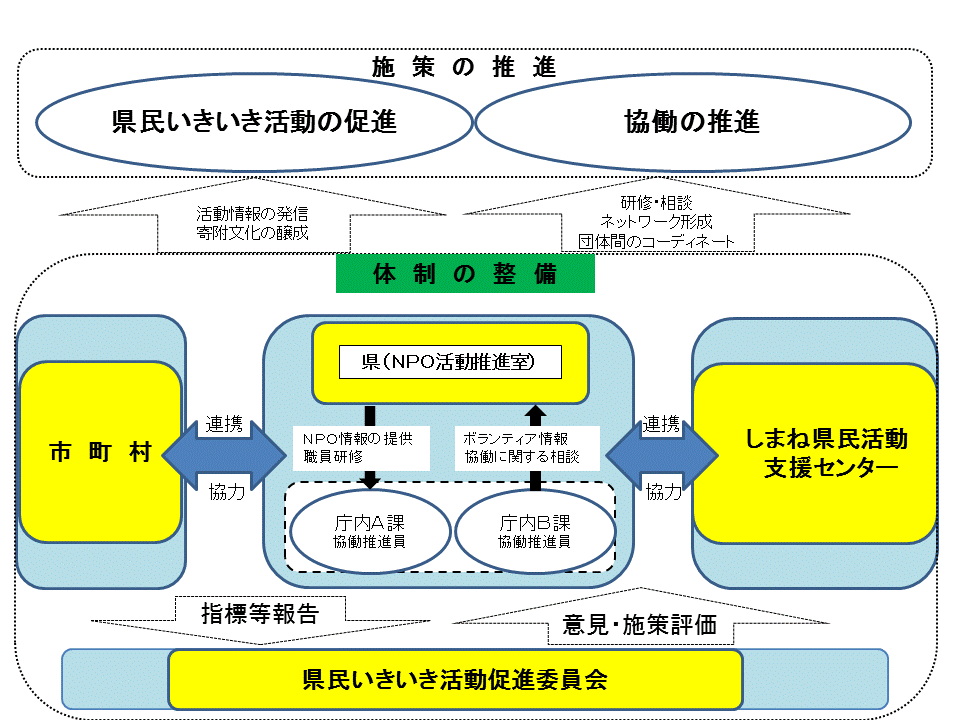 施 策 の 推 進
県民いきいき活動の促進
協働の推進
活動情報の発信
寄附文化の醸成
研修・相談
ネットワーク形成
団体間のコーディネート
体 制 の 整 備
県(NPO活動推進室)
市 町 村
連携
協力
NPO情報の提供
職員研修
ボランティア情報
協働に関する相談
連携
協力
しまね県民活動
支援センター
庁内A課
協働推進員
庁内B課
協働推進員
指標等報告
意見・施策評価
県民いきいき活動促進委員会